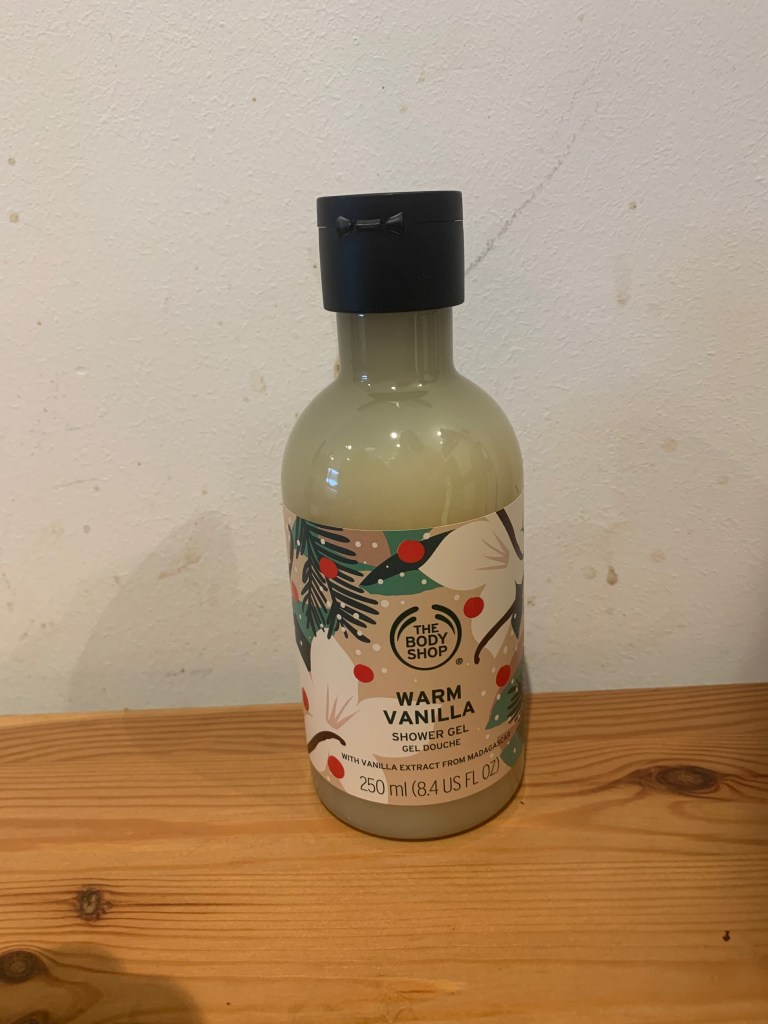 THE
BODY
SHOP
®
WARM
VANILLA
SHOWER GEL
GEL DOUCHE
WITH VANILLA EXTRACT FROM MADAGASCAR
250 ml (8.4 US FL OZ)